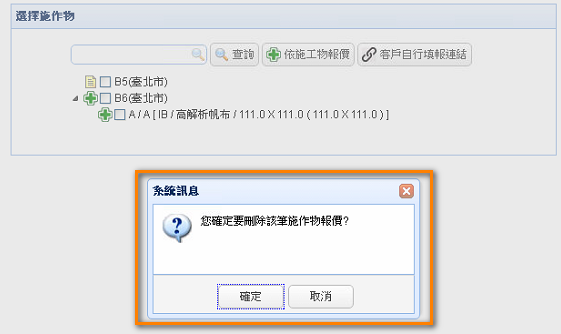 選擇施作物
查詢 依施工物報價 客戶自行填報連結
B5(臺北市)
B6(臺北市)
A / A [ IB / 高解析帆布 / 111.0 X 111.0 ( 111.0 X 111.0 ) ]
系統訊息
您確定要刪除該筆施作物報價?
確定 取消